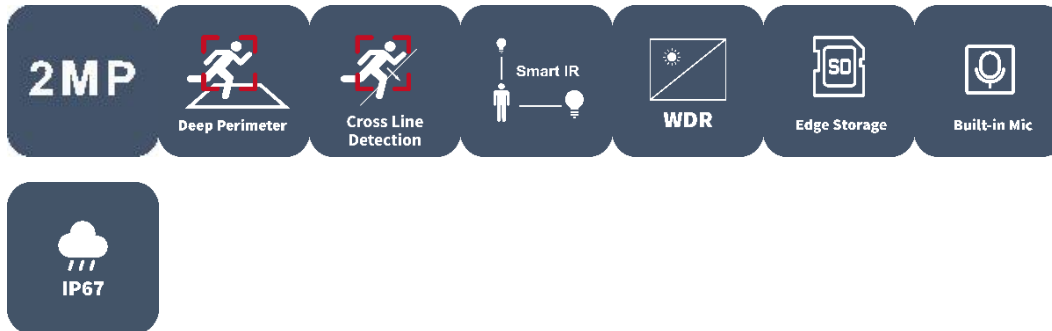 2MP
Deep Perimeter
Cross Line
Detection
Smart IR
WDR
SD
Edge Storage
Built-in Mic
IP67